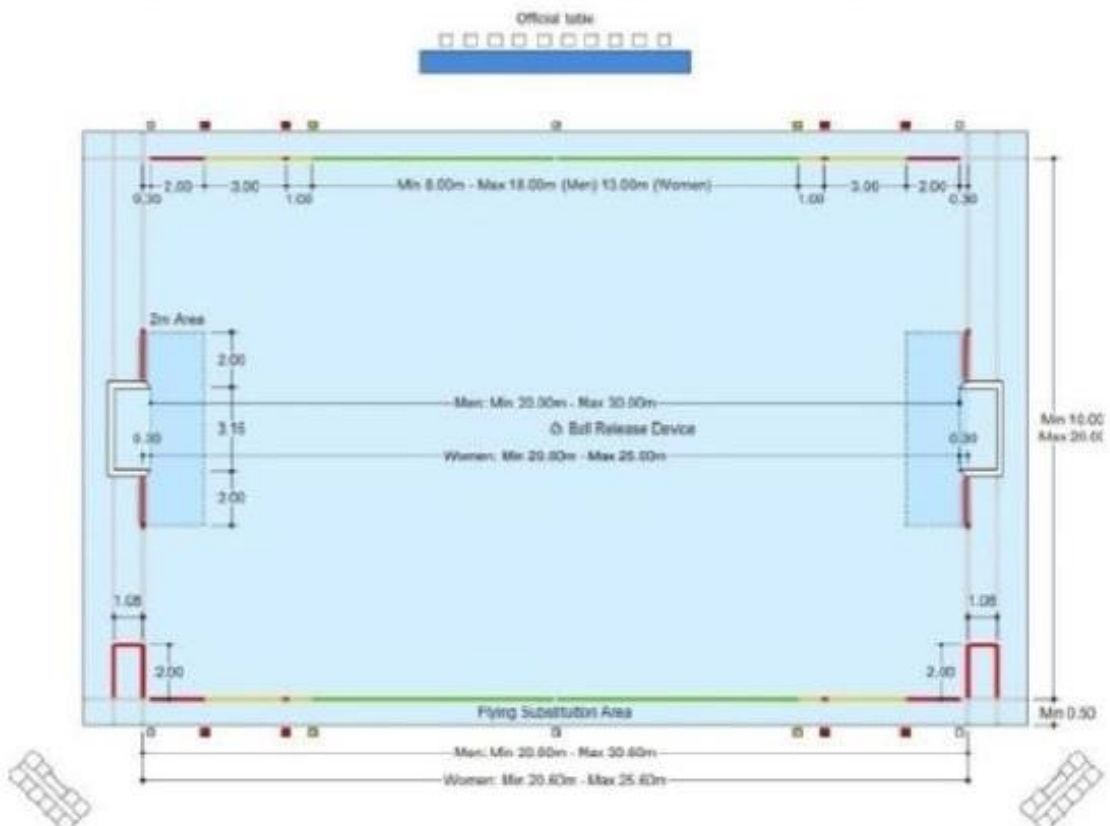 Official table
2.00 3.00 Min 8.00m - Max 18.00m (Men) 13.00m (Women) 3.00 2.00
0.30 1.00 1.00 0.30
2m Area
2.00
Men: Min 20.00m - Max 30.00m
Min 10.00
3.15 Ball Release Device
Max 20.00
0.30 0.30
Women: Min 20.00m - Max 25.00m
2.00
1.08 1.08
2.00 2.00
Flying Substitution Area
Min 0.50
Men: Min 20.60m - Max 30.60m
Women: Min 20.60m - Max 25.60m